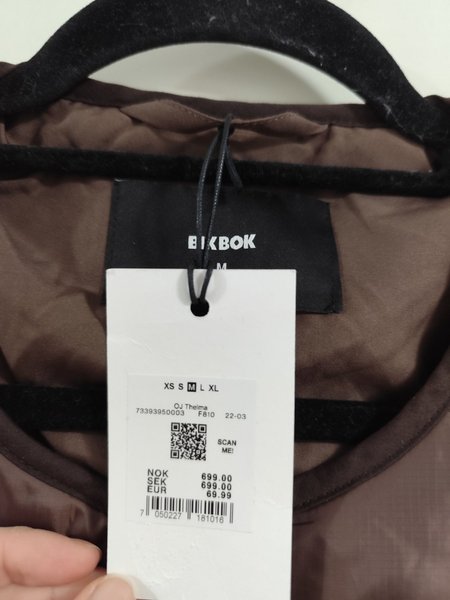 BIKBOK
M
XS S M L XL
OJ Thelma
73393950003 F810 22-03
SCAN
ME!
NOK 699.00
SEK 699.00
EUR 69.99
7 050227 181016